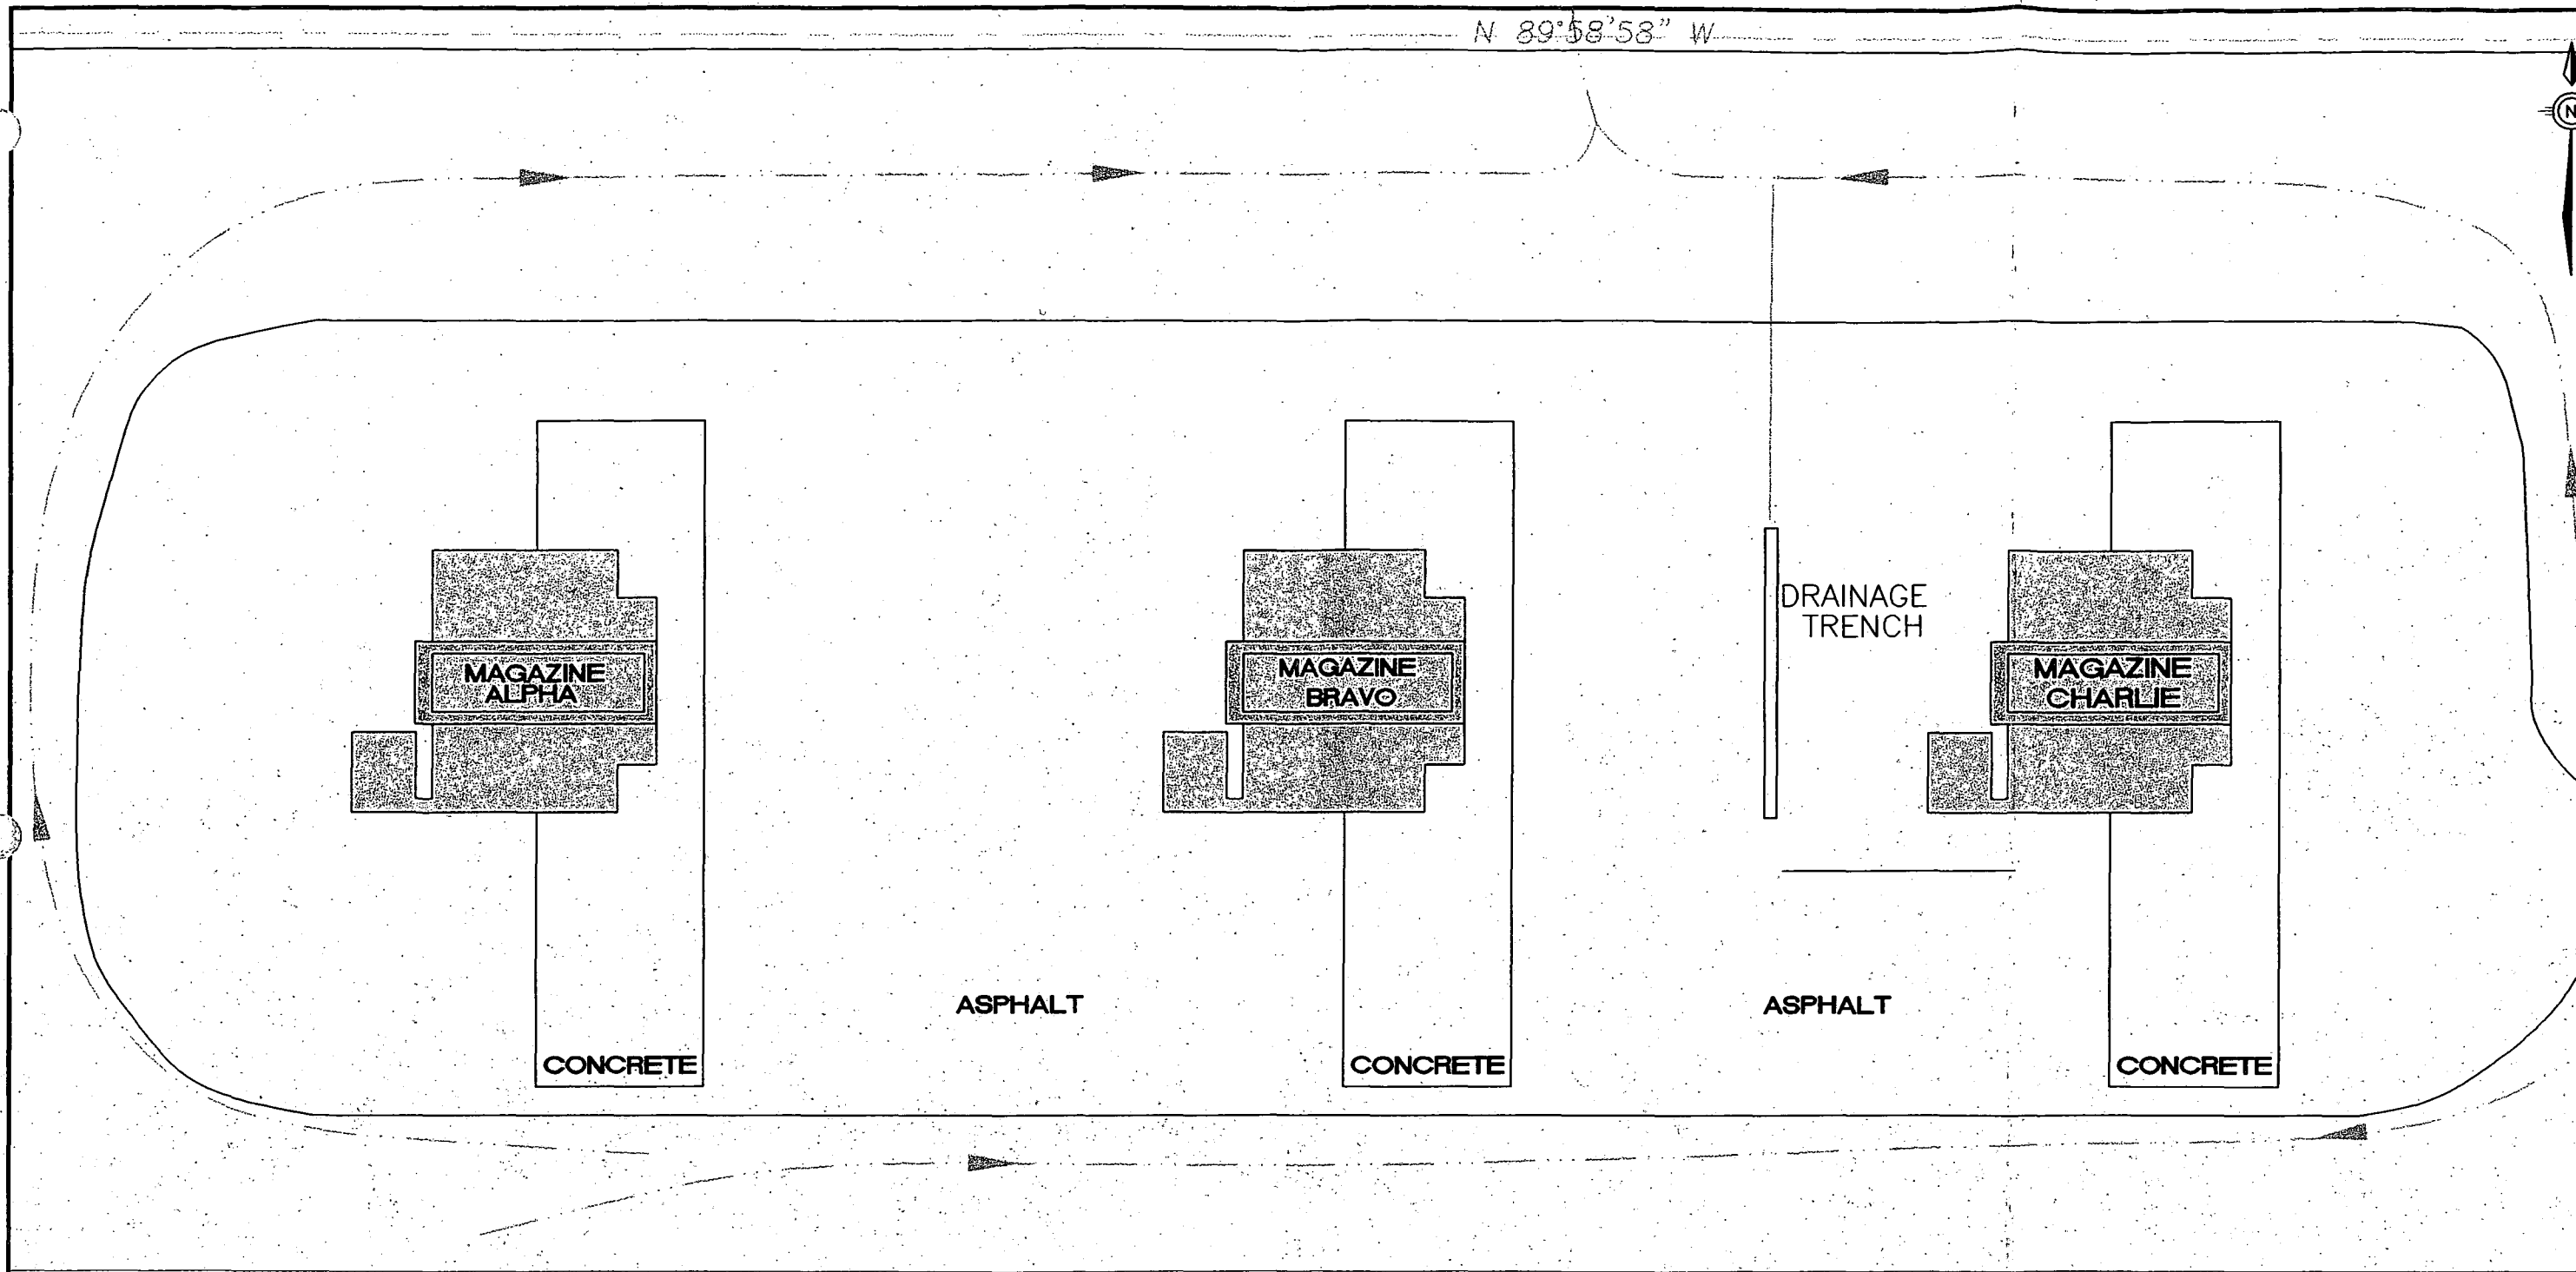 N 89°58'58" W
N
DRAINAGE
TRENCH
MAGAZINE
ALPHA
MAGAZINE
BRAVO
MAGAZINE
CHARLIE
ASPHALT
ASPHALT
CONCRETE
CONCRETE
CONCRETE